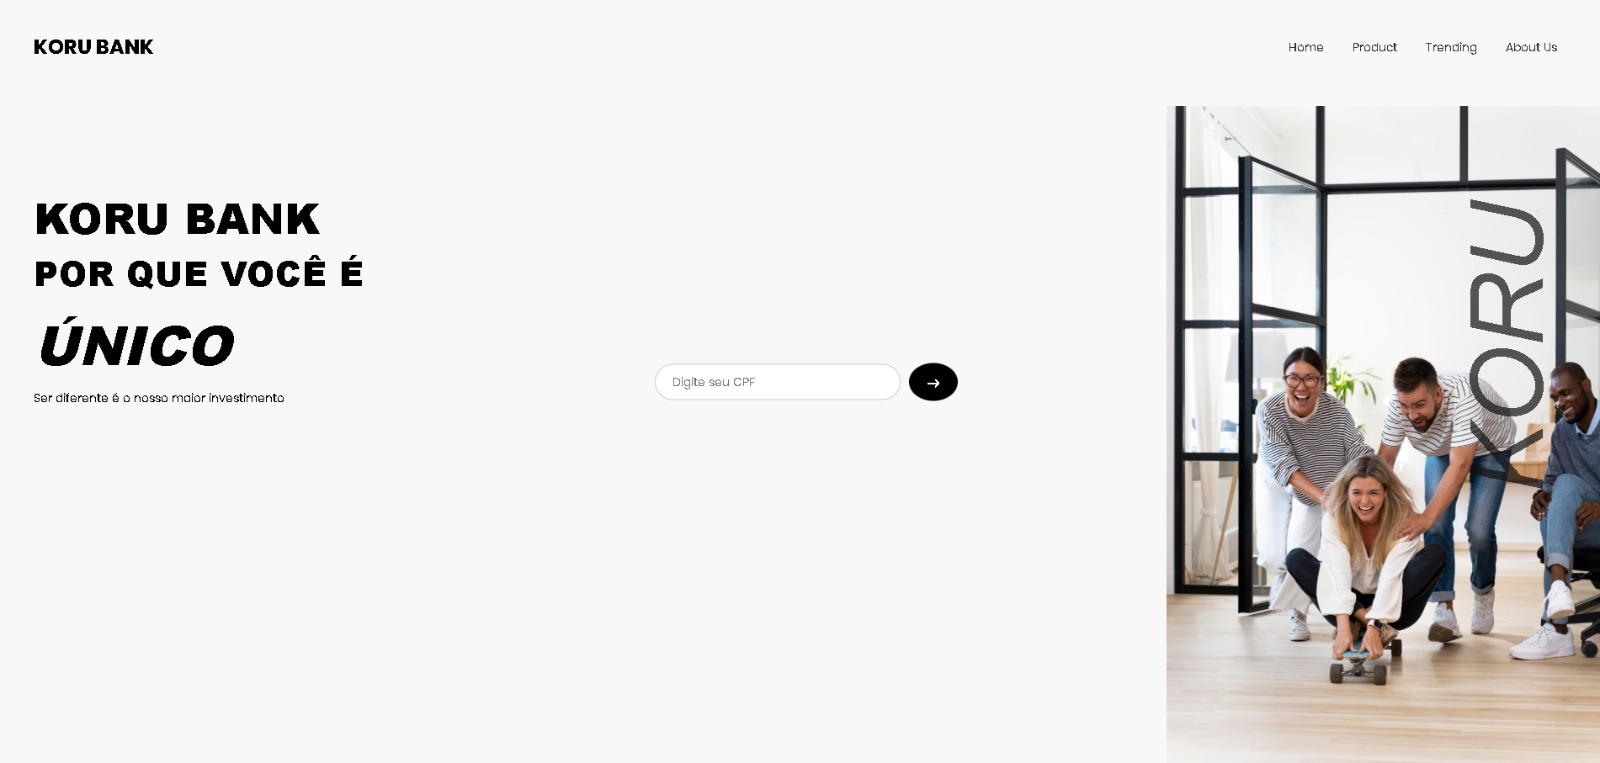 KORU BANK
Home Product Trending About Us
KORU BANK
POR QUE VOCÊ É
ÚNICO
Ser diferente é o nosso maior investimento
Digite seu CPF
KORU